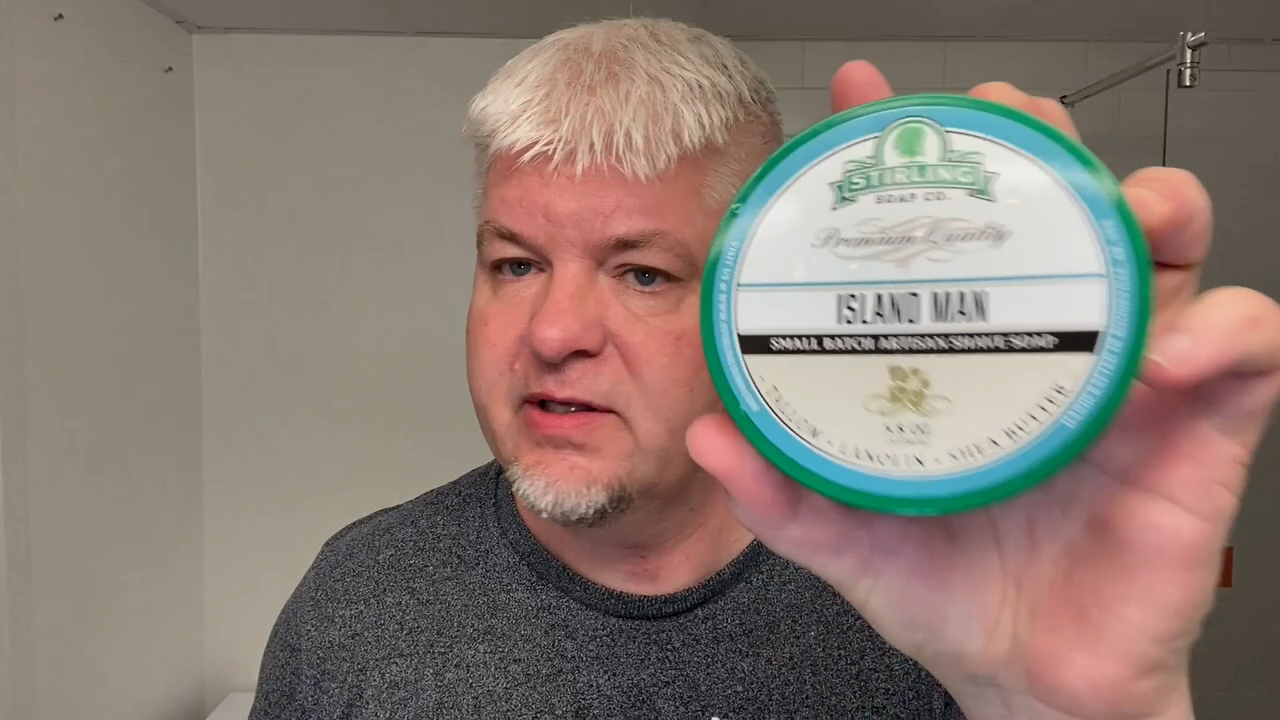 STIRLING
SOAP CO.
Premium Quality
ISLAND MAN
SMALL BATCH ARTISAN SHAVE SOAP
TALLOW • LANOLIN • SHEA BUTTER